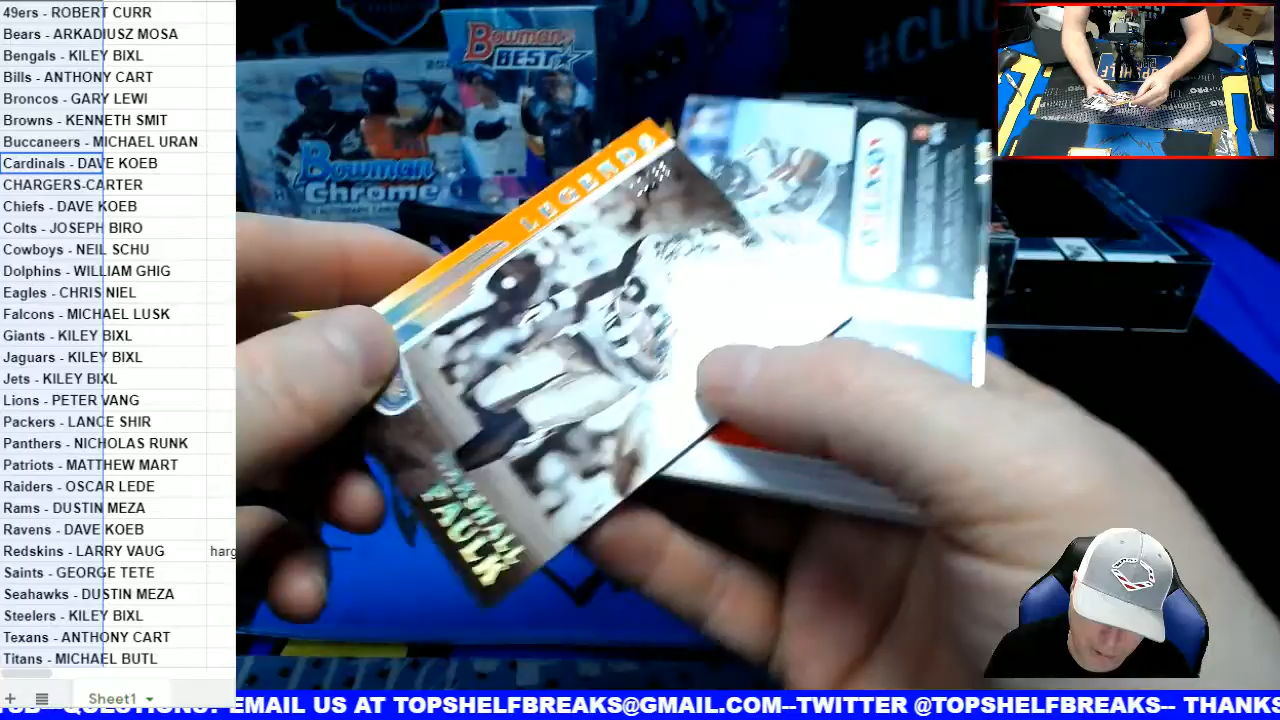 49ers - ROBERT CURR
Bears - ARKADIUSZ MOSA
Bengals - KILEY BIXL
Bills - ANTHONY CART
Broncos - GARY LEWI
Browns - KENNETH SMIT
Buccaneers - MICHAEL URAN
Cardinals - DAVE KOEB
CHARGERS-CARTER
Chiefs - DAVE KOEB
Colts - JOSEPH BIRO
Cowboys - NEIL SCHU
Dolphins - WILLIAM GHIG
Eagles - CHRIS NIEL
Falcons - MICHAEL LUSK
Giants - KILEY BIXL
Jaguars - KILEY BIXL
Jets - KILEY BIXL
Lions - PETER VANG
Packers - LANCE SHIR
Panthers - NICHOLAS RUNK
Patriots - MATTHEW MART
Raiders - OSCAR LEDE
Rams - DUSTIN MEZA
Ravens - DAVE KOEB
Redskins - LARRY VAUG harg
Saints - GEORGE TETE
Seahawks - DUSTIN MEZA
Steelers - KILEY BIXL
Texans - ANTHONY CART
Titans - MICHAEL BUTL
Sheet1
Bowman's
BEST
Bowman
Chrome
#CLIC
LEGENDS
MARSHALL
FAULK
QUESTIONS? EMAIL US AT TOPSHELFBREAKS@GMAIL.COM--TWITTER @TOPSHELFBREAKS-- THANKS